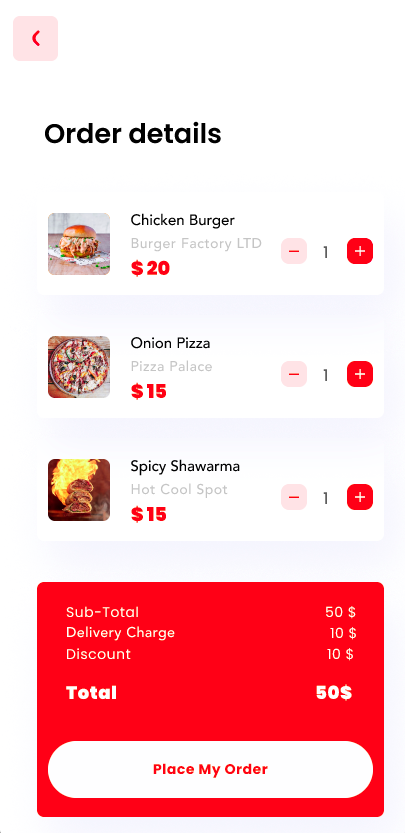 Order details
Chicken Burger
Burger Factory LTD
$ 20
1
Onion Pizza
Pizza Palace
$ 15
1
Spicy Shawarma
Hot Cool Spot
$ 15
1
Sub-Total 50 $
Delivery Charge 10 $
Discount 10 $
Total 50$
Place My Order